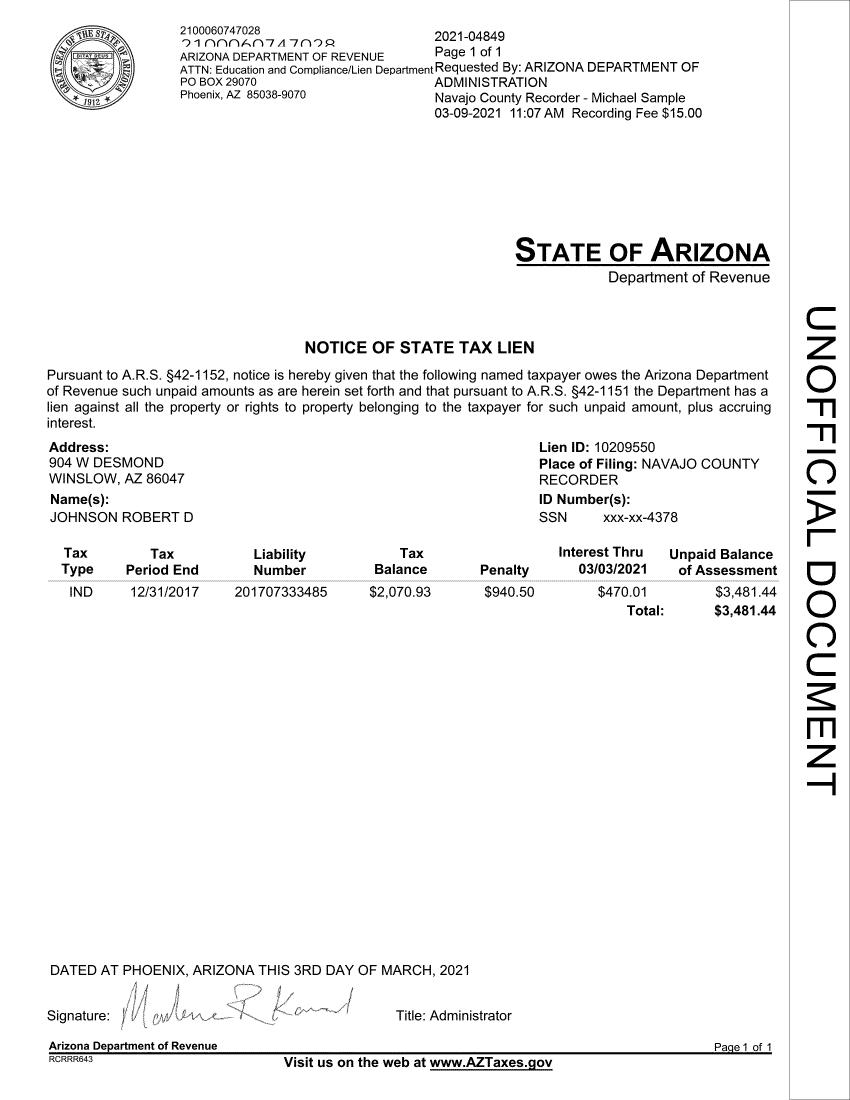 GREAT SEAL OF THE STATE OF ARIZONA
DITAT DEUS
1912
2100060747028
2100060747028
ARIZONA DEPARTMENT OF REVENUE
ATTN: Education and Compliance/Lien Department
PO BOX 29070
Phoenix, AZ 85038-9070
2021-04849
Page 1 of 1
Requested By: ARIZONA DEPARTMENT OF
ADMINISTRATION
Navajo County Recorder - Michael Sample
03-09-2021 11:07 AM Recording Fee $15.00
STATE OF ARIZONA
Department of Revenue
NOTICE OF STATE TAX LIEN
Pursuant to A.R.S. §42-1152, notice is hereby given that the following named taxpayer owes the Arizona Department
of Revenue such unpaid amounts as are herein set forth and that pursuant to A.R.S. §42-1151 the Department has a
lien against all the property or rights to property belonging to the taxpayer for such unpaid amount, plus accruing
interest.
Address:
904 W DESMOND
WINSLOW, AZ 86047
Name(s):
JOHNSON ROBERT D
Lien ID: 10209550
Place of Filing: NAVAJO COUNTY
RECORDER
ID Number(s):
SSN xxx-xx-4378
Tax Type Tax Period End Liability Number Tax Balance Penalty Interest Thru 03/03/2021 Unpaid Balance of Assessment
IND 12/31/2017 201707333485 $2,070.93 $940.50 $470.01 $3,481.44
Total: $3,481.44
DATED AT PHOENIX, ARIZONA THIS 3RD DAY OF MARCH, 2021
Signature: Marlene R Title: Administrator
Arizona Department of Revenue Page 1 of 1
RCRRR643
Visit us on the web at www.AZTaxes.gov
UNOFFICIAL DOCUMENT